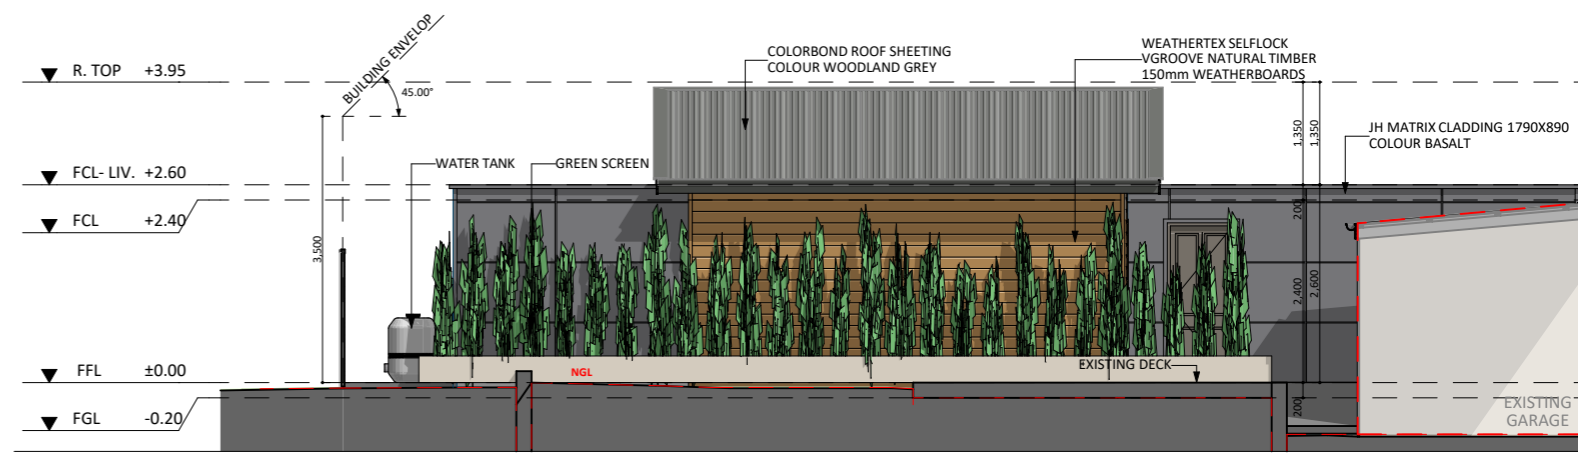 BUILDING ENVELOP
45.00°
COLORBOND ROOF SHEETING
COLOUR WOODLAND GREY
WEATHERTEX SELFLOCK
VGROOVE NATURAL TIMBER
150mm WEATHERBOARDS
R. TOP +3.95
JH MATRIX CLADDING 1790X890
COLOUR BASALT
1,350
1,350
WATER TANK
GREEN SCREEN
FCL- LIV. +2.60
FCL +2.40
200
3,500
2,400
2,600
FFL ±0.00
NGL
EXISTING DECK
FGL -0.20
200
EXISTING
GARAGE